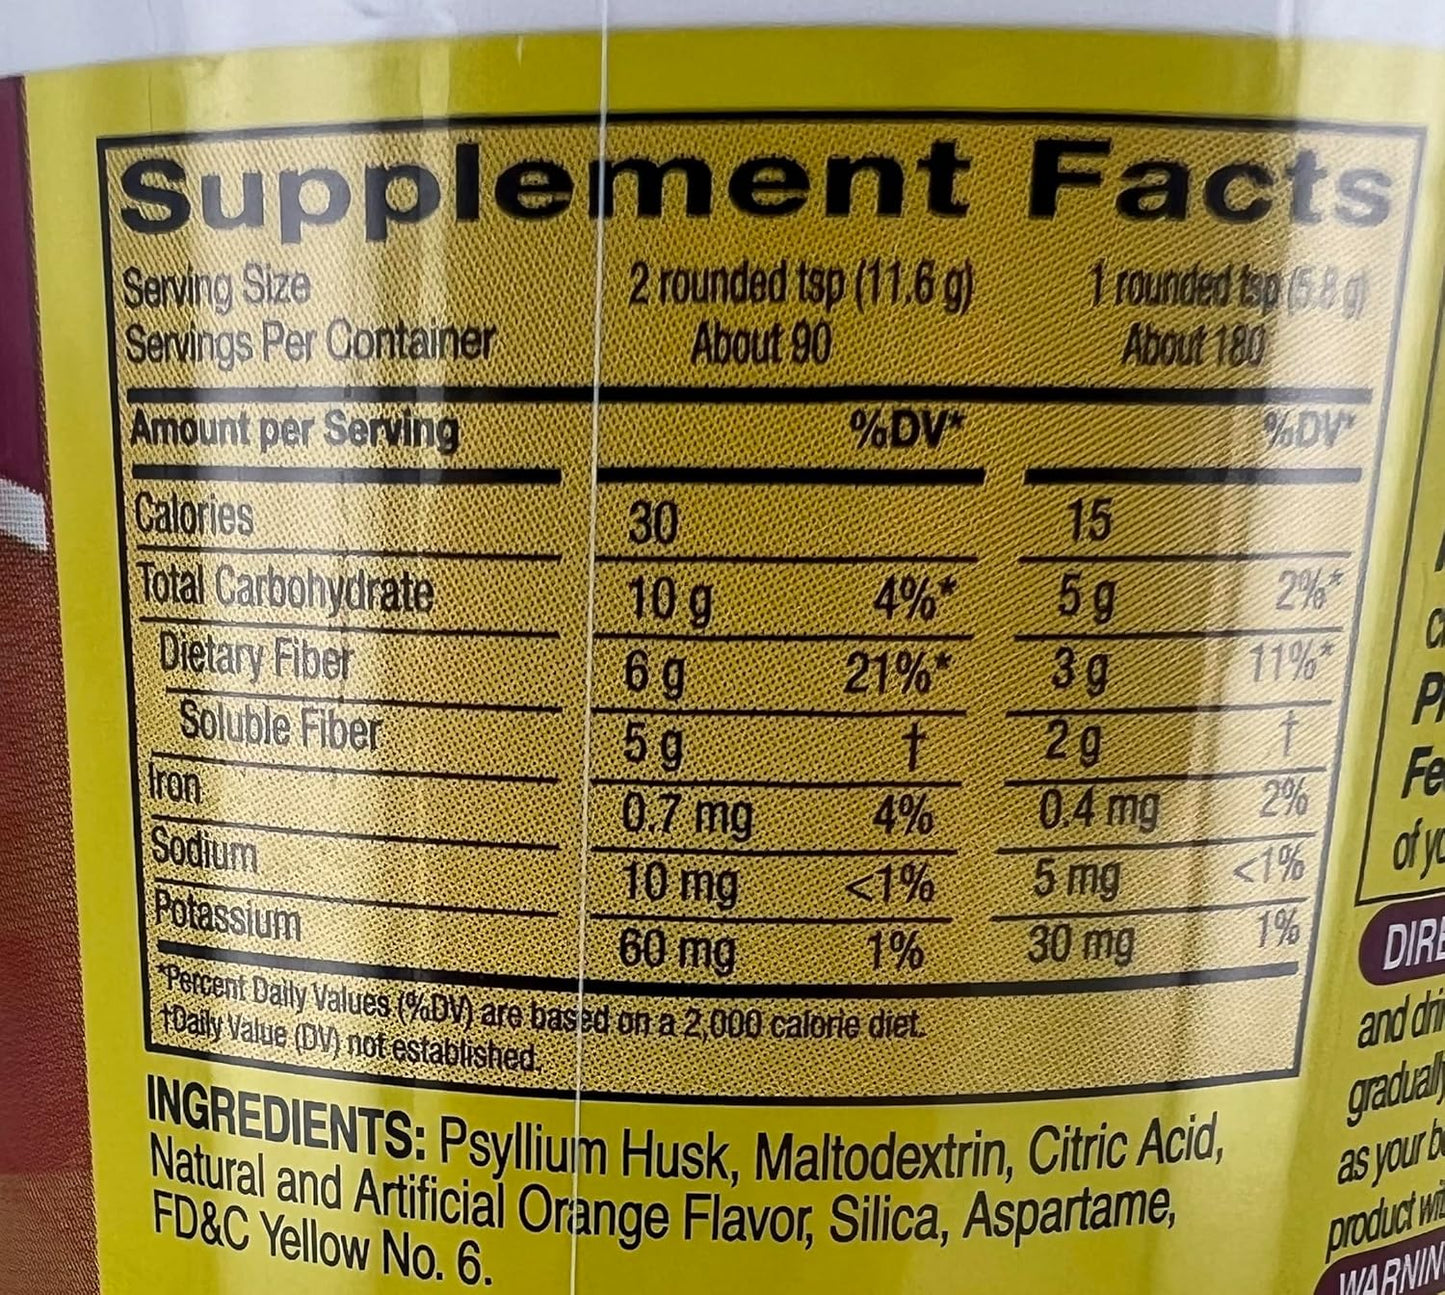 Supplement Facts
Serving Size 2 rounded tsp (11.6 g) 1 rounded tsp (5.8 g)
Servings Per Container About 90 About 180
Amount per Serving %DV* %DV*
Calories 30 15
Total Carbohydrate 10 g 4%* 5 g 2%*
Dietary Fiber 6 g 21%* 3 g 11%*
Soluble Fiber 5 g † 2 g †
Iron 0.7 mg 4% 0.4 mg 2%
Sodium 10 mg <1% 5 mg <1%
Potassium 60 mg 1% 30 mg 1%
*Percent Daily Values (%DV) are based on a 2,000 calorie diet.
†Daily Value (DV) not established.
INGREDIENTS: Psyllium Husk, Maltodextrin, Citric Acid,
Natural and Artificial Orange Flavor, Silica, Aspartame,
FD&C Yellow No. 6.
of
and
gradually
as your
product